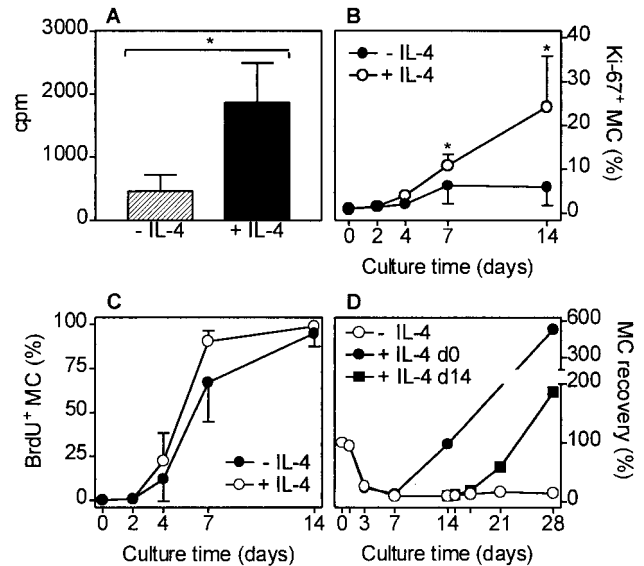 A
*
cpm
3000
2000
1000
0
- IL-4
+ IL-4
B
- IL-4
+ IL-4
*
*
40
30
20
10
0
Ki-67+ MC (%)
0 2 4 7 14
Culture time (days)
C
BrdU+ MC (%)
100
75
50
25
0
- IL-4
+ IL-4
0 2 4 7 14
Culture time (days)
D
- IL-4
+ IL-4 d0
+ IL-4 d14
600
300
200
100
0
MC recovery
(%)
0 3 7 14 21 28
Culture time (days)